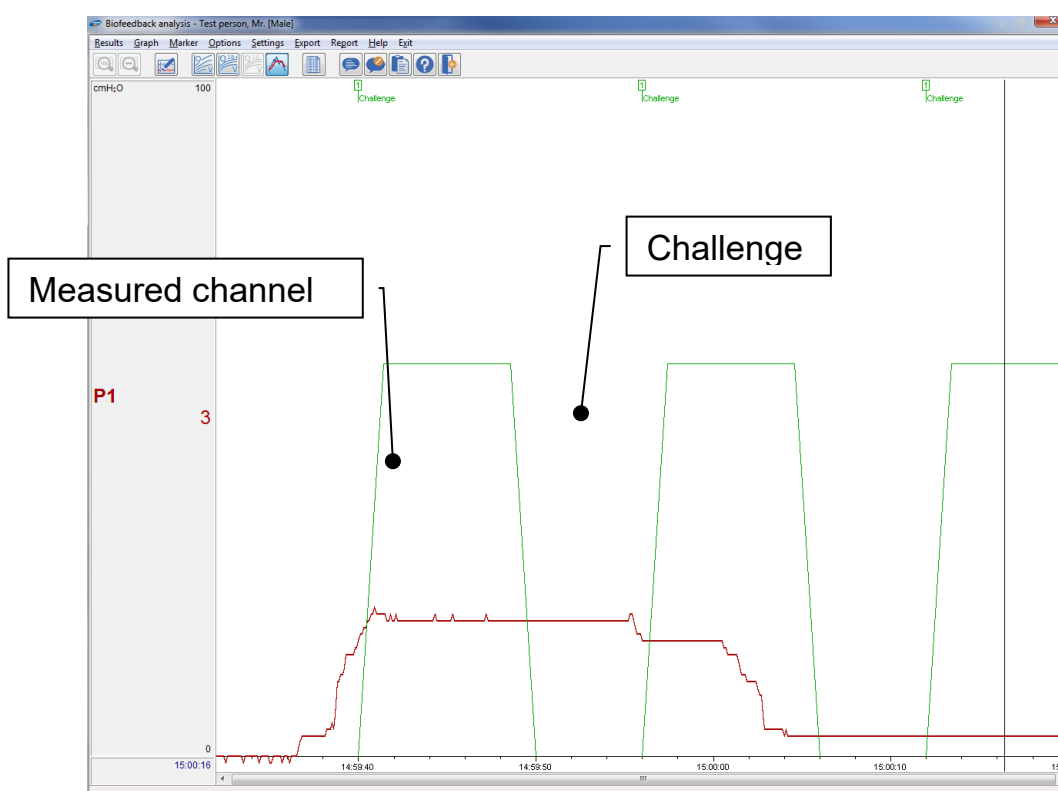 Biofeedback analysis - Test person, Mr. [Male]
Results Graph Marker Options Settings Export Report Help Exit
cmH₂O 100
1 1 1
Challenge Challenge Challenge
Challenge
Measured channel
P1
3
0
15:00:16 14:59:40 14:59:50 15:00:00 15:00:10